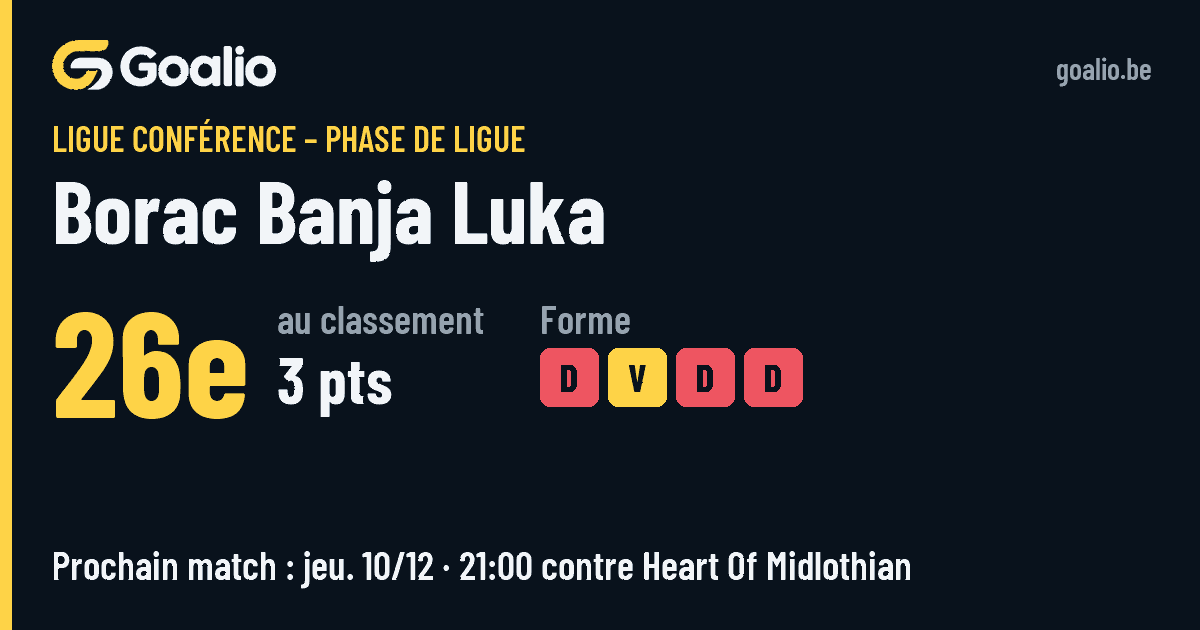 Goalio
goalio.be
LIGUE CONFÉRENCE – PHASE DE LIGUE
Borac Banja Luka
26e
au classement
3 pts
Forme
D V D D
Prochain match : jeu. 10/12 · 21:00 contre Heart Of Midlothian